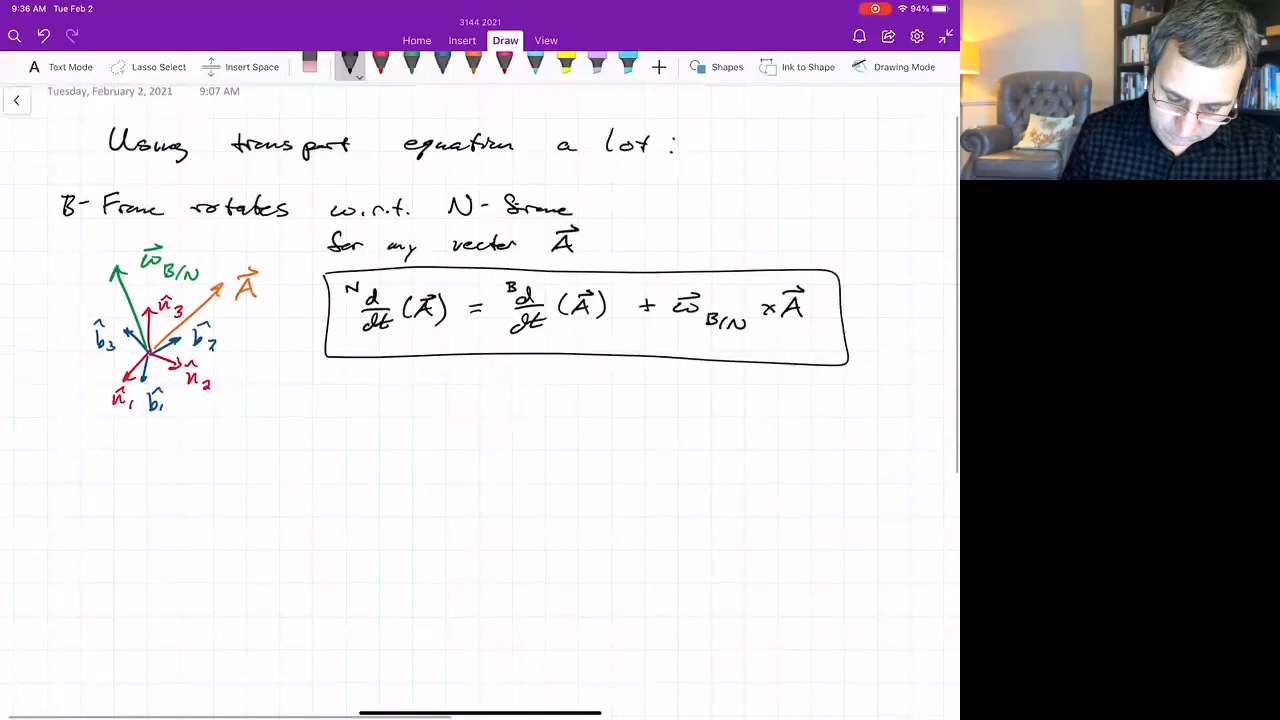 9:36 AM Tue Feb 2
94%
3144 2021
Home Insert Draw View
Text Mode Lasso Select Insert Space Shapes Ink to Shape Drawing Mode
Tuesday, February 2, 2021 9:07 AM
Using transport equation a lot:
B-Frame rotates w.r.t. N-frame
for any vector A⃗
ω⃗ B/N
A⃗
n̂3
b̂3
b̂2
n̂2
n̂1 b̂1
ᴺd/dt (A⃗) = ᴮd/dt (A⃗) + ω⃗ B/N × A⃗